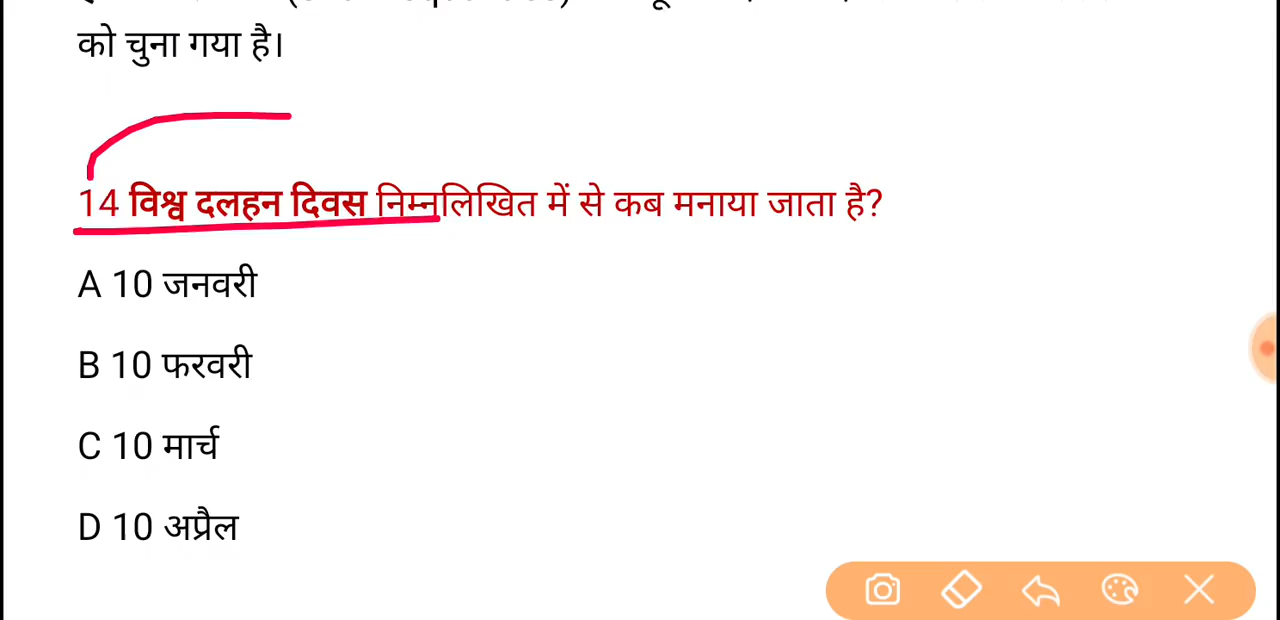 को चुना गया है।
14 विश्व दलहन दिवस निम्नलिखित में से कब मनाया जाता है?
A 10 जनवरी
B 10 फरवरी
C 10 मार्च
D 10 अप्रैल